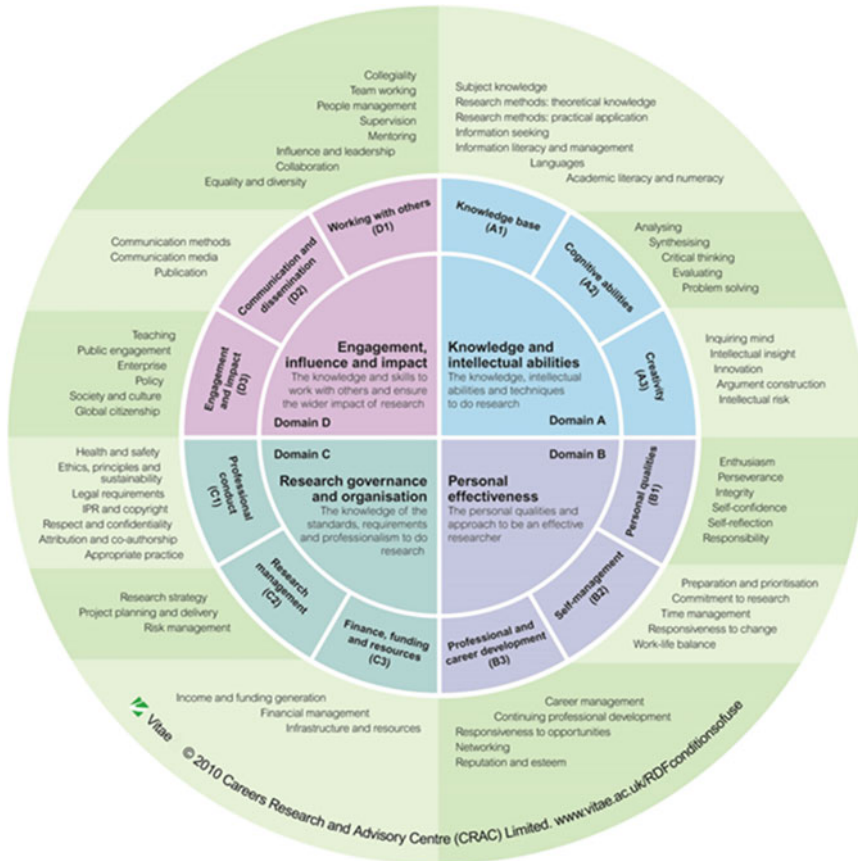 Collegiality
Team working
People management
Supervision
Mentoring
Influence and leadership
Collaboration
Equality and diversity
Subject knowledge
Research methods: theoretical knowledge
Research methods: practical application
Information seeking
Information literacy and management
Languages
Academic literacy and numeracy
Communication methods
Communication media
Publication
Analysing
Synthesising
Critical thinking
Evaluating
Problem solving
Teaching
Public engagement
Enterprise
Policy
Society and culture
Global citizenship
Inquiring mind
Intellectual insight
Innovation
Argument construction
Intellectual risk
Working with others
(D1)
Communication and
dissemination
(D2)
Engagement
and impact
(D3)
Knowledge base
(A1)
Cognitive abilities
(A2)
Creativity
(A3)
Engagement,
influence and impact
The knowledge and skills to
work with others and ensure
the wider impact of research
Domain D
Knowledge and
intellectual abilities
The knowledge, intellectual
abilities and techniques
to do research
Domain A
Domain C
Research governance
and organisation
The knowledge of the
standards, requirements
and professionalism to do
research
Domain B
Personal
effectiveness
The personal qualities and
approach to be an effective
researcher
Professional
conduct
(C1)
Research
management
(C2)
Finance, funding
and resources
(C3)
Personal qualities
(B1)
Self-management
(B2)
Professional and
career development
(B3)
Health and safety
Ethics, principles and
sustainability
Legal requirements
IPR and copyright
Respect and confidentiality
Attribution and co-authorship
Appropriate practice
Enthusiasm
Perseverance
Integrity
Self-confidence
Self-reflection
Responsibility
Research strategy
Project planning and delivery
Risk management
Preparation and prioritisation
Commitment to research
Time management
Responsiveness to change
Work-life balance
Income and funding generation
Financial management
Infrastructure and resources
Career management
Continuing professional development
Responsiveness to opportunities
Networking
Reputation and esteem
Vitae © 2010 Careers Research and Advisory Centre (CRAC) Limited. www.vitae.ac.uk/RDFconditionsofuse